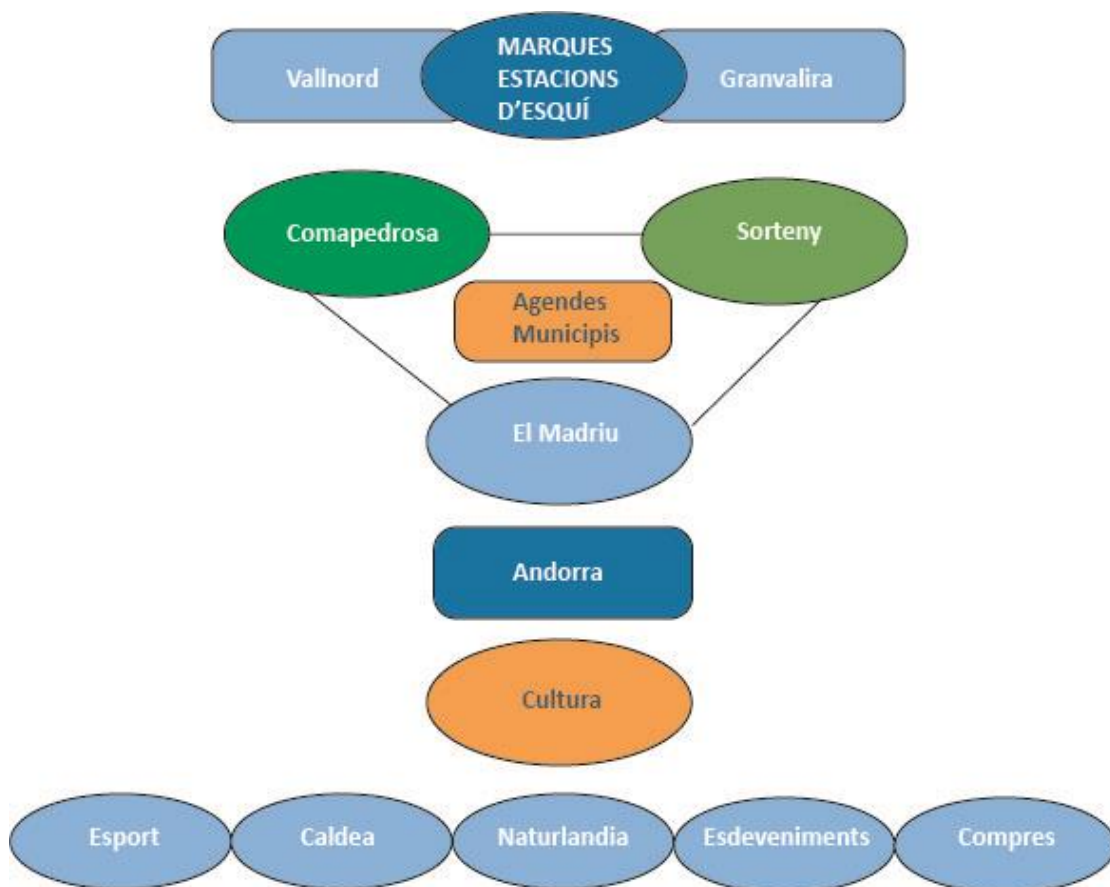 Vallnord
MARQUES
ESTACIONS
D'ESQUÍ
Granvalira
Comapedrosa
Sorteny
Agendes
Municipis
El Madriu
Andorra
Cultura
Esport
Caldea
Naturlandia
Esdeveniments
Compres